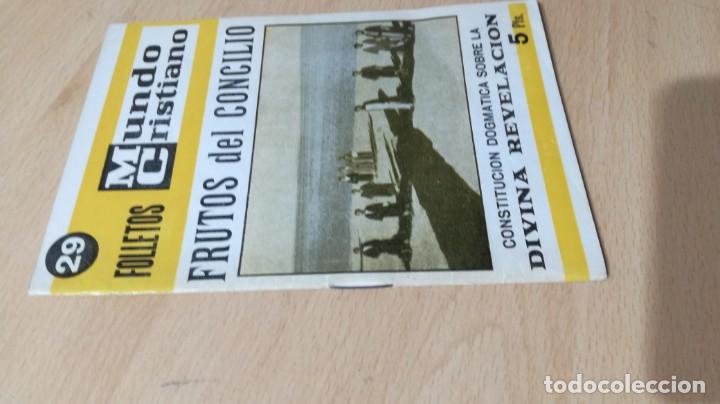 29
FOLLETOS
Mundo
Cristiano
FRUTOS del CONCILIO
CONSTITUCION DOGMATICA SOBRE LA
DIVINA REVELACION
5 Pts.
todocoleccion